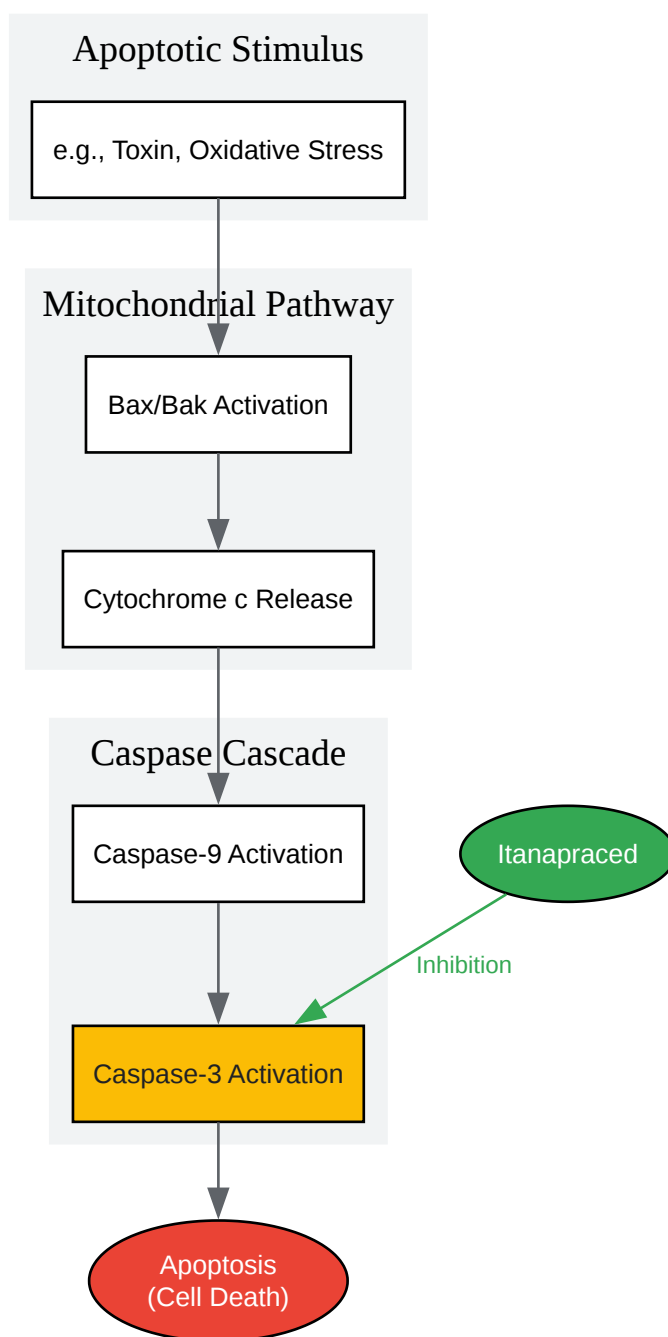 Apoptotic Stimulus
e.g., Toxin, Oxidative Stress
Mitochondrial Pathway
Bax/Bak Activation
Cytochrome c Release
Caspase Cascade
Caspase-9 Activation
Itanapraced
Inhibition
Caspase-3 Activation
Apoptosis
(Cell Death)